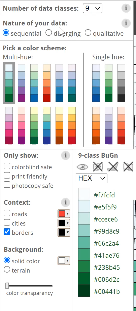 Number of data classes: 9
Nature of your data:
sequential diverging qualitative
Pick a color scheme:
Multi-hue: Single hue:
Only show:
colorblind safe
print friendly
photocopy safe
Context:
roads
cities
borders
Background:
solid color
terrain
color transparency
9-class BuGn
HEX
#f7fcfd
#e5f5f9
#ccece6
#99d8c9
#66c2a4
#41ae76
#238b45
#006d2c
#00441b